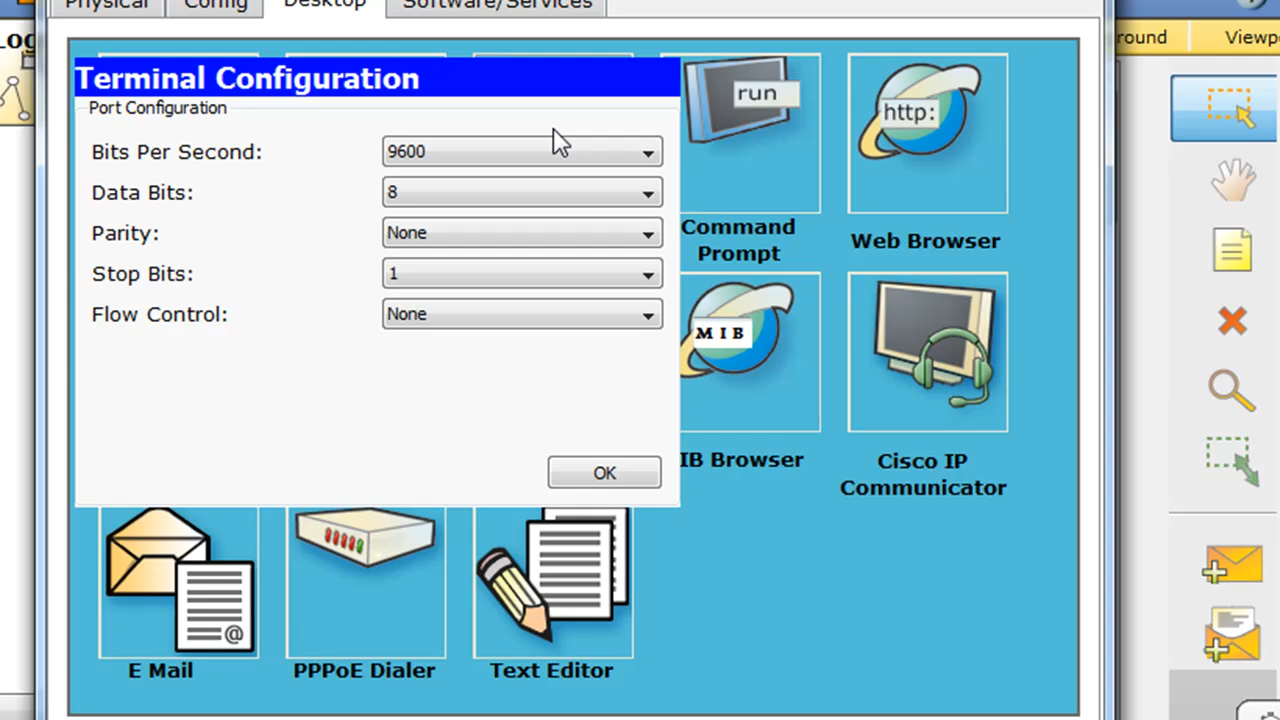 Physical Config Desktop Software/Services
Log
round Viewp
Terminal Configuration
Port Configuration
Bits Per Second: 9600
Data Bits: 8
Parity: None
Stop Bits: 1
Flow Control: None
OK
run
http:
Command
Prompt
Web Browser
MIB
IB Browser
Cisco IP
Communicator
@
E Mail
PPPoE Dialer
Text Editor